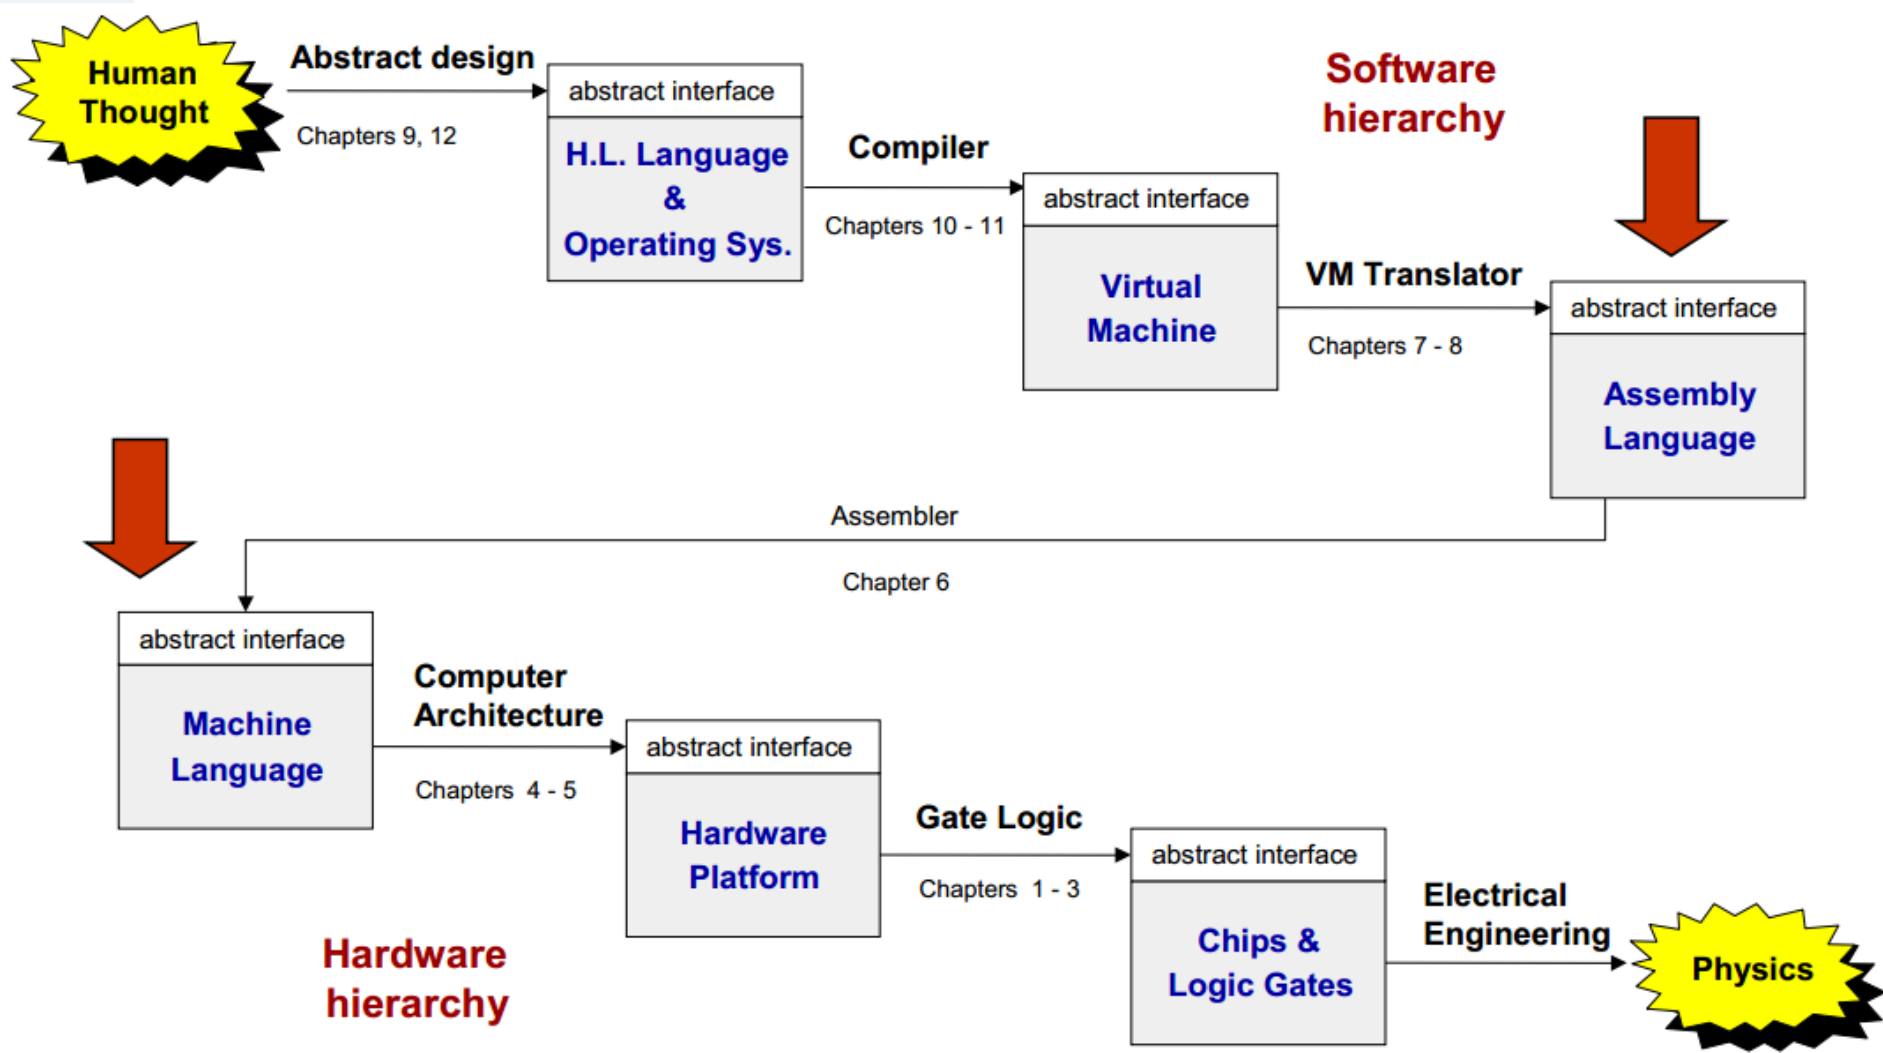 Human
Thought
Abstract design
Chapters 9, 12
abstract interface
H.L. Language
&
Operating Sys.
Compiler
Chapters 10 - 11
abstract interface
Virtual
Machine
Software
hierarchy
VM Translator
Chapters 7 - 8
abstract interface
Assembly
Language
Assembler
Chapter 6
abstract interface
Machine
Language
Computer
Architecture
Chapters 4 - 5
abstract interface
Hardware
Platform
Gate Logic
Chapters 1 - 3
abstract interface
Chips &
Logic Gates
Electrical
Engineering
Physics
Hardware
hierarchy